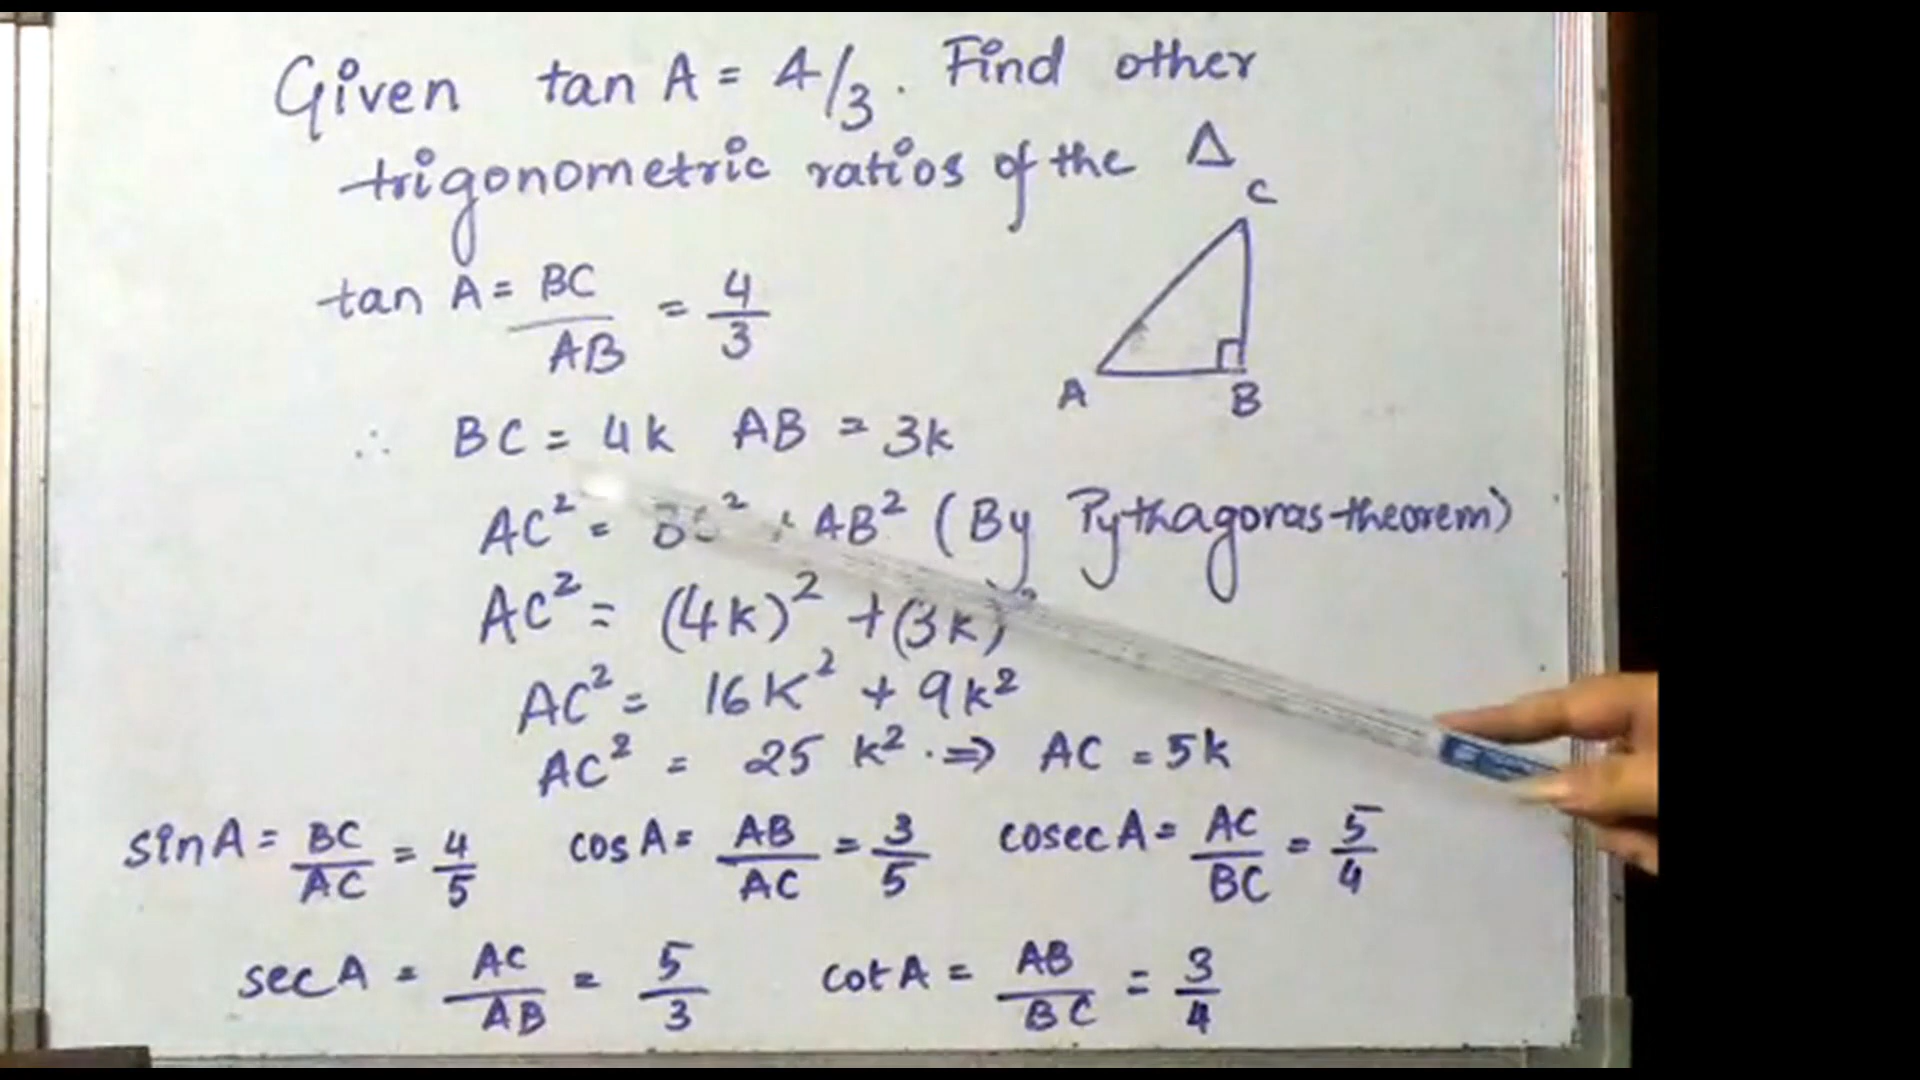 Given tan A = 4/3. Find other
trigonometric ratios of the Δ
C
tan A = BC/AB = 4/3
A B
∴ BC = 4k AB = 3k
AC² = BC² + AB² (By Pythagoras theorem)
AC² = (4k)² + (3k)²
AC² = 16k² + 9k²
AC² = 25 k² . ⇒ AC = 5k
sin A = BC/AC = 4/5 cos A = AB/AC = 3/5 cosec A = AC/BC = 5/4
sec A = AC/AB = 5/3 cot A = AB/BC = 3/4